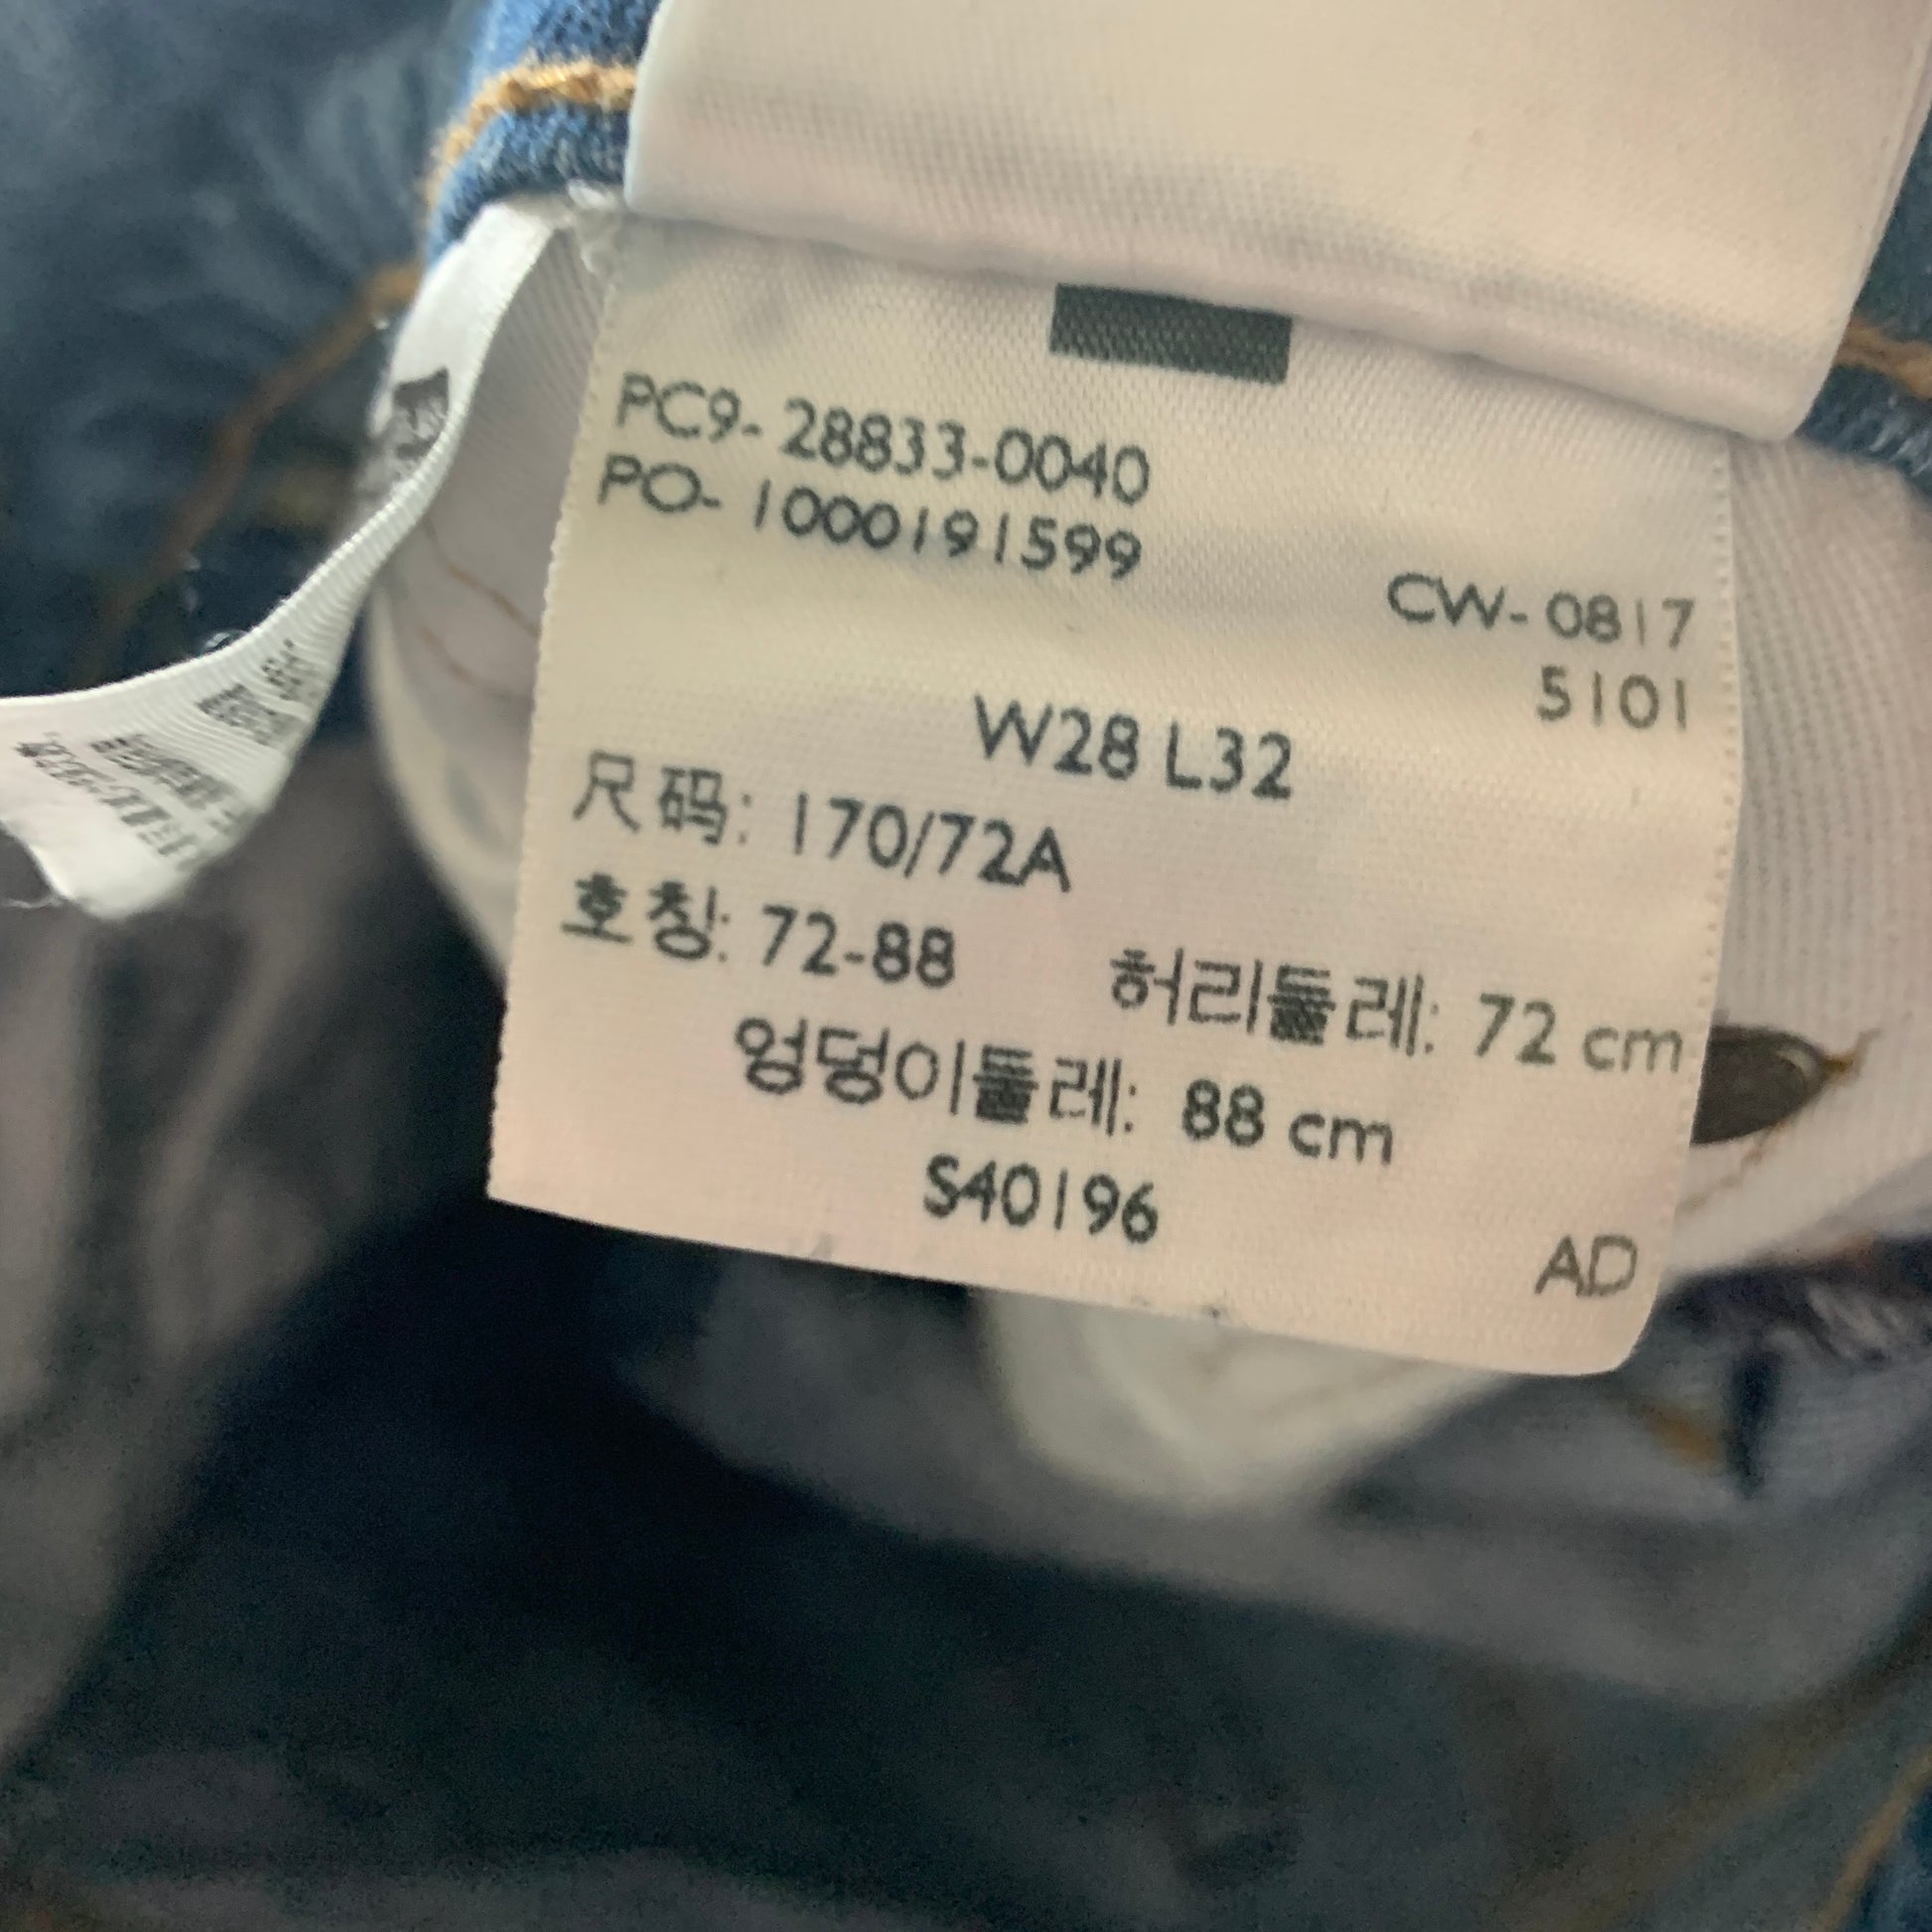 PC9- 28833-0040
PO- 1000191599
CW- 0817
5101
W28 L32
尺码: 170/72A
호칭: 72-88 허리둘레: 72 cm
엉덩이둘레: 88 cm
S40196
AD